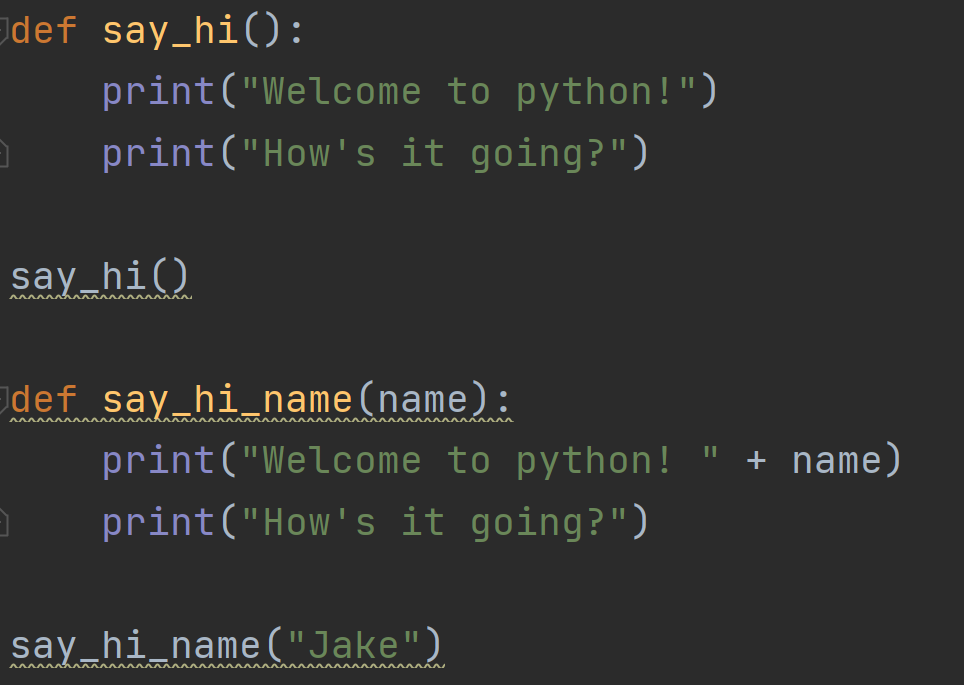 def say_hi():
    print("Welcome to python!")
    print("How's it going?")
say_hi()
def say_hi_name(name):
    print("Welcome to python! " + name)
    print("How's it going?")
say_hi_name("Jake")